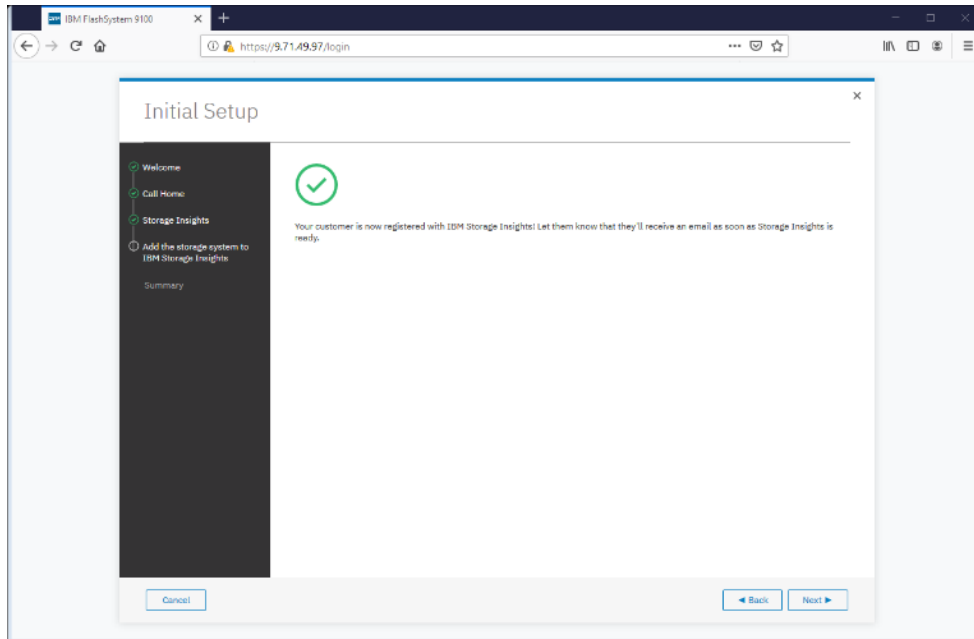 IBM FlashSystem 9100
https://9.71.49.97/login
Initial Setup
Welcome
Call Home
Storage Insights
Add the storage system to
IBM Storage Insights
Summary
Your customer is now registered with IBM Storage Insights! Let them know that they'll receive an email as soon as Storage Insights is
ready.
Cancel
Back
Next